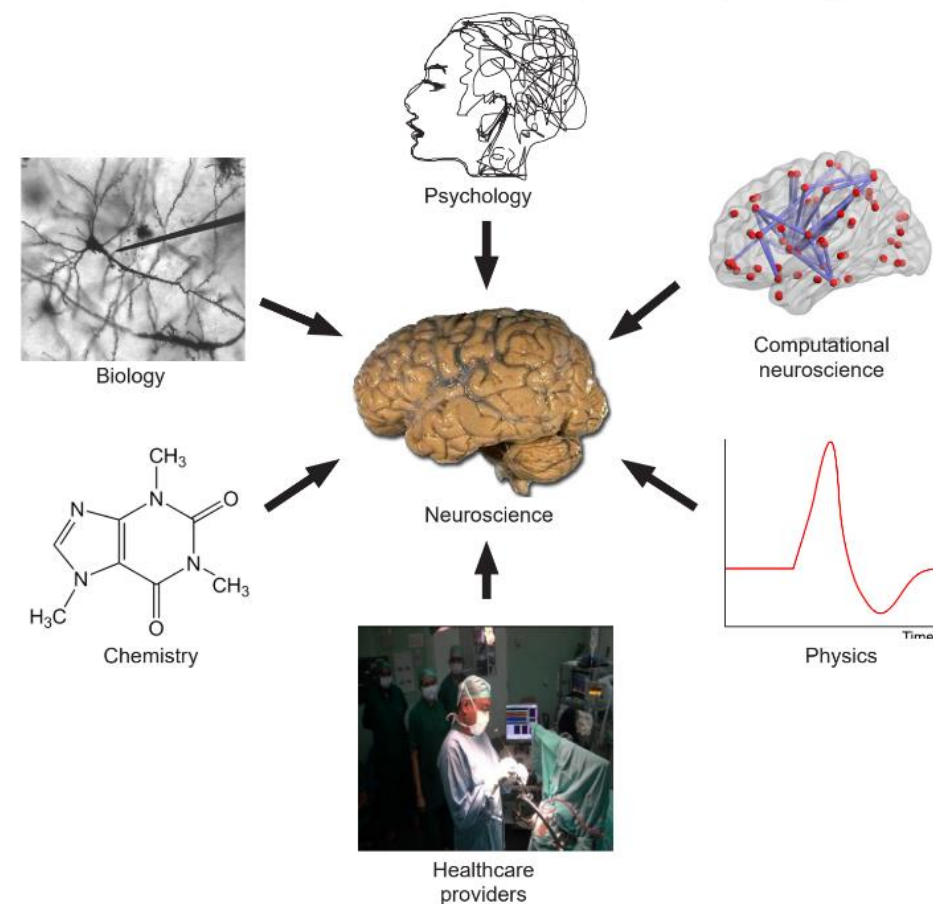 Psychology
Biology
Computational
neuroscience
CH₃
N
N
O
N
N
CH₃
H₃C
O
Chemistry
Neuroscience
Time
Physics
Healthcare
providers